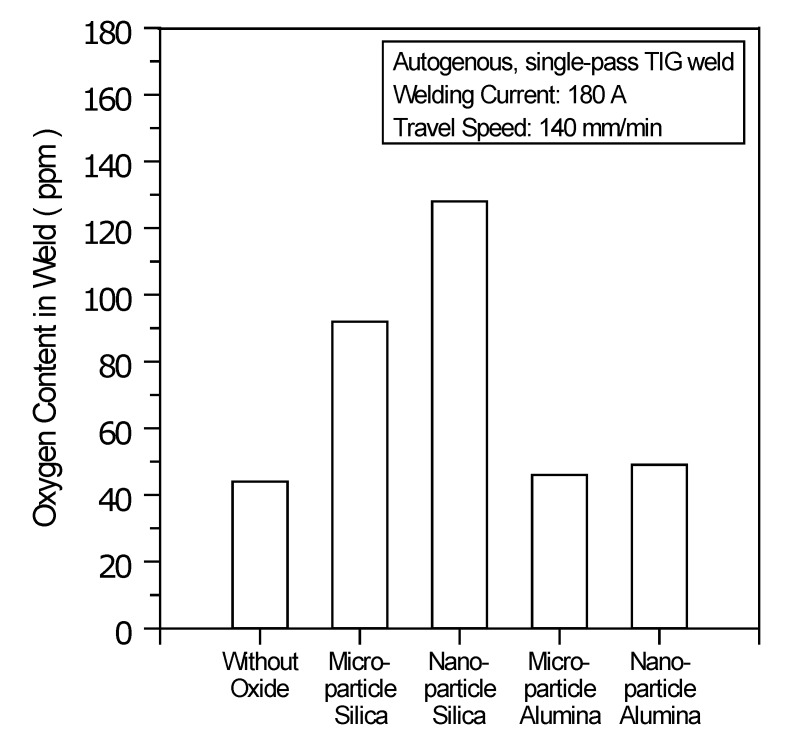 180
160
140
120
100
80
60
40
20
0
Oxygen Content in Weld ( ppm )
Autogenous, single-pass TIG weld
Welding Current: 180 A
Travel Speed: 140 mm/min
Without
Oxide
Micro-
particle
Silica
Nano-
particle
Silica
Micro-
particle
Alumina
Nano-
particle
Alumina